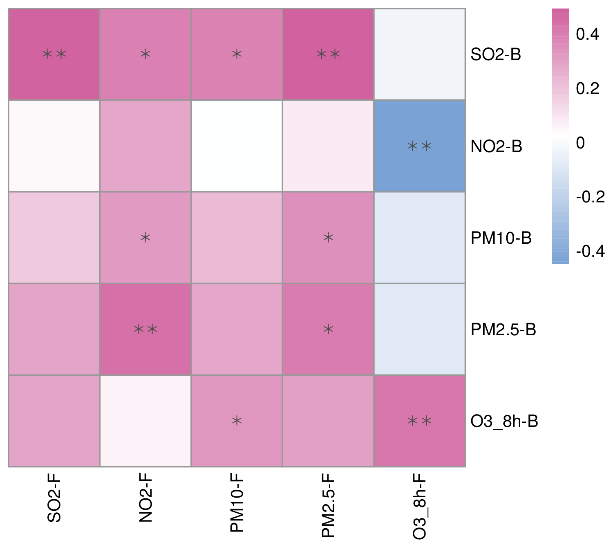 ** * * ** SO2-B
** NO2-B
* * PM10-B
** * PM2.5-B
* ** O3_8h-B
SO2-F
NO2-F
PM10-F
PM2.5-F
O3_8h-F
0.4
0.2
0
-0.2
-0.4